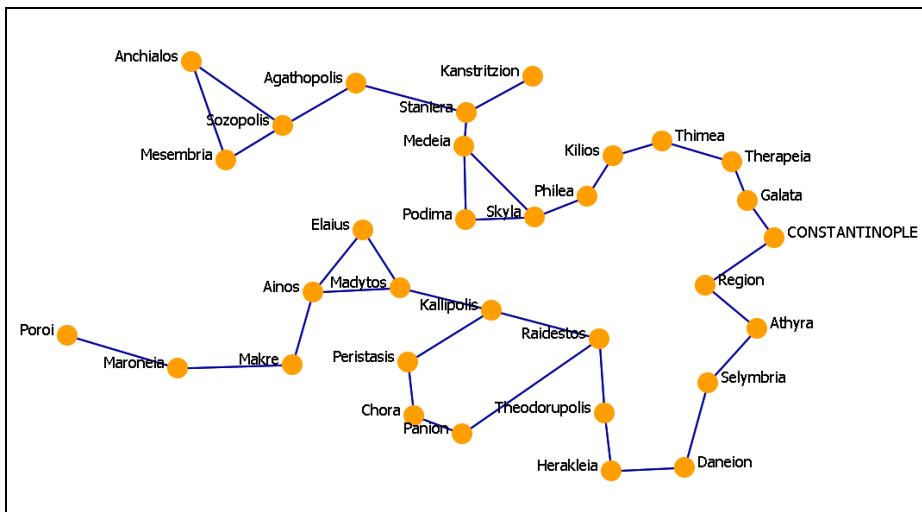 Anchialos
Kanstritzion
Agathopolis
Staniera
Sozopolis
Thimea
Medeia
Mesembria
Kilios
Therapeia
Philea
Galata
Podima
Skyla
Elaius
CONSTANTINOPLE
Ainos
Madytos
Region
Kallipolis
Poroi
Raidestos
Athyra
Maroneia
Makre
Peristasis
Selymbria
Chora
Theodorupolis
Panion
Herakleia
Daneion